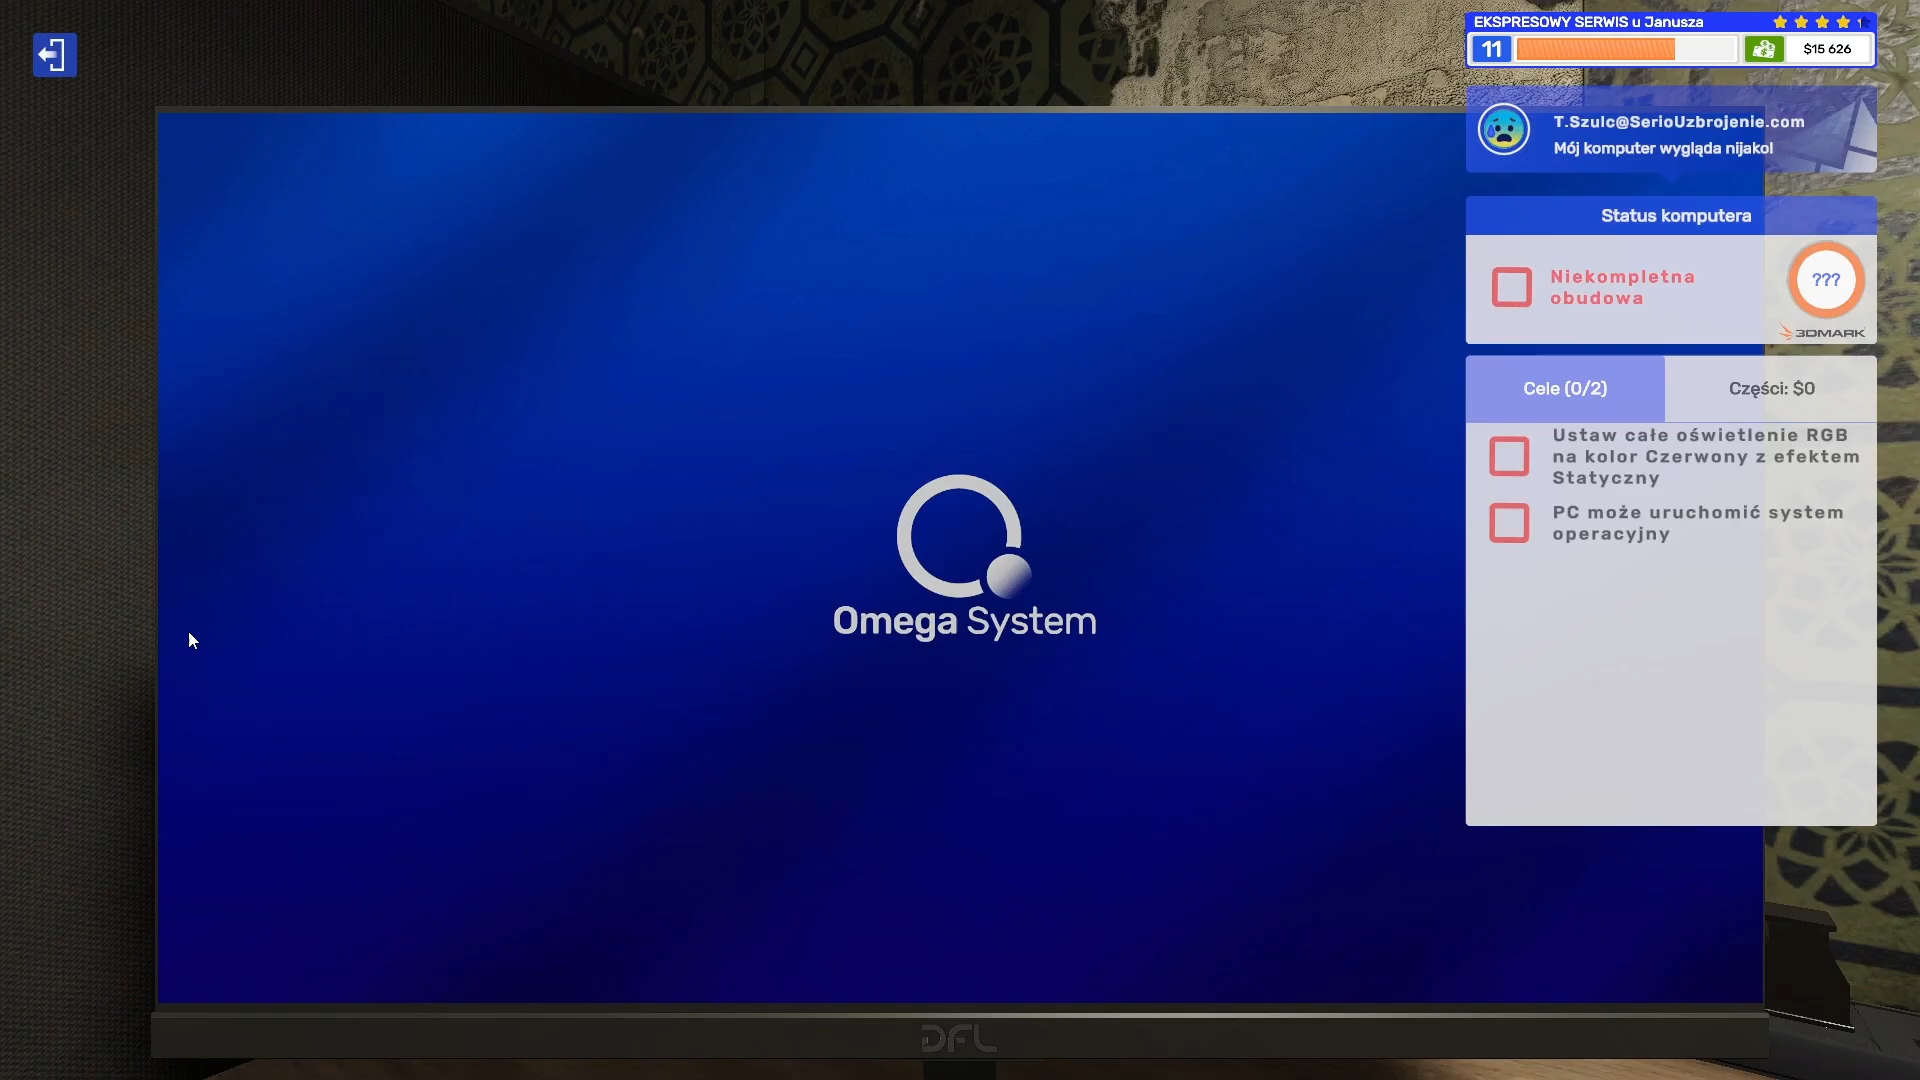 EKSPRESOWY SERWIS u Janusza
11
$15 626
T.Szulc@SerioUzbrojenie.com
Mój komputer wygląda nijako!
Status komputera
Niekompletna
obudowa
???
3DMARK
Cele (0/2)
Części: $0
Ustaw całe oświetlenie RGB
na kolor Czerwony z efektem
Statyczny
PC może uruchomić system
operacyjny
Omega System
DFL